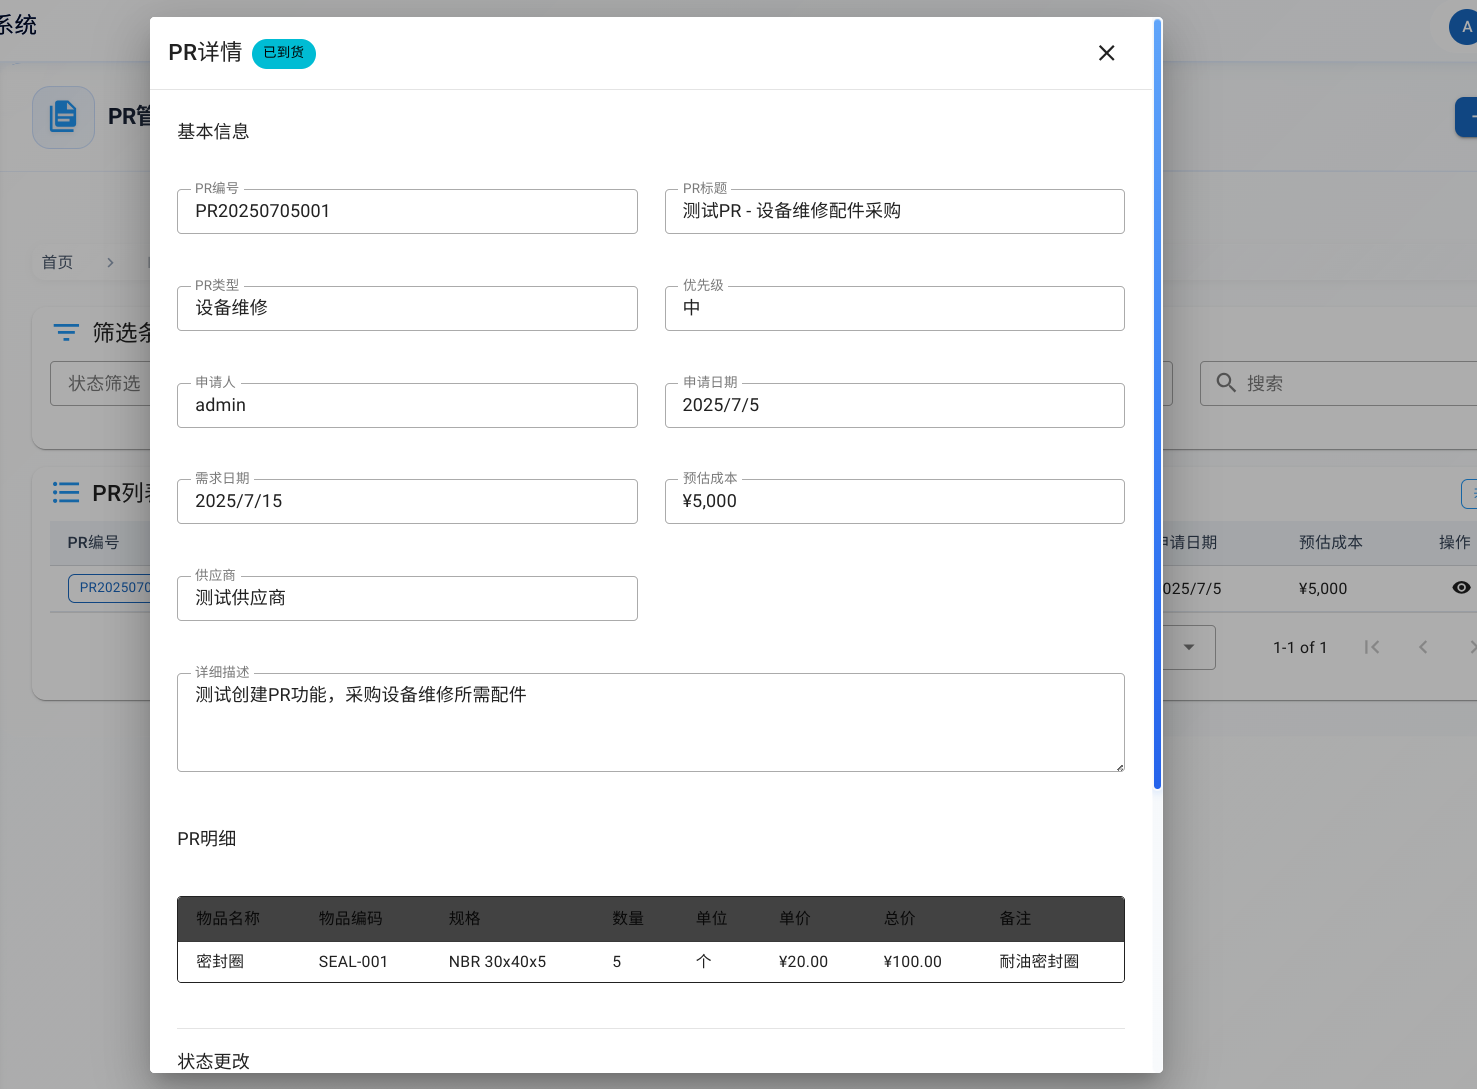 系统
A
PR详情
已到货
PR管
基本信息
PR编号
PR20250705001
PR标题
测试PR - 设备维修配件采购
首页
PR类型
设备维修
优先级
中
筛选条
状态筛选
搜索
申请人
admin
申请日期
2025/7/5
需求日期
2025/7/15
预估成本
¥5,000
PR列表
PR编号
申请日期
预估成本
操作
PR2025070
025/7/5
¥5,000
供应商
测试供应商
1-1 of 1
详细描述
测试创建PR功能，采购设备维修所需配件
PR明细
物品名称 物品编码 规格 数量 单位 单价 总价 备注
密封圈 SEAL-001 NBR 30x40x5 5 个 ¥20.00 ¥100.00 耐油密封圈
状态更改